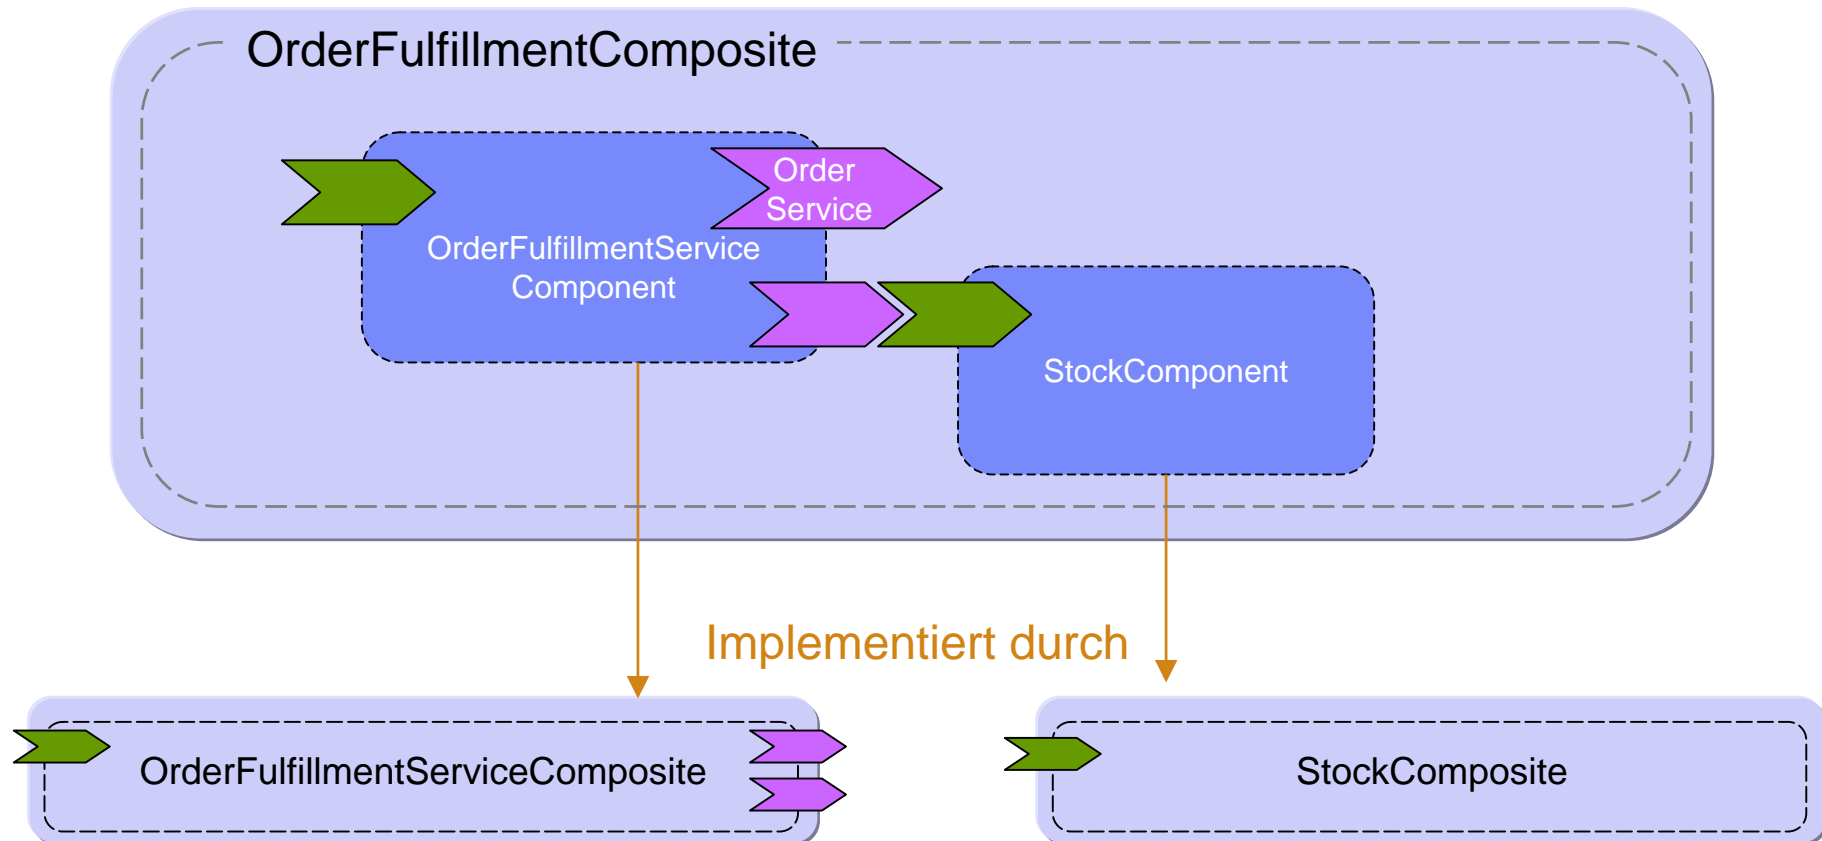 OrderFulfillmentComposite
Order
Service
OrderFulfillmentService
Component
StockComponent
Implementiert durch
OrderFulfillmentServiceComposite
StockComposite